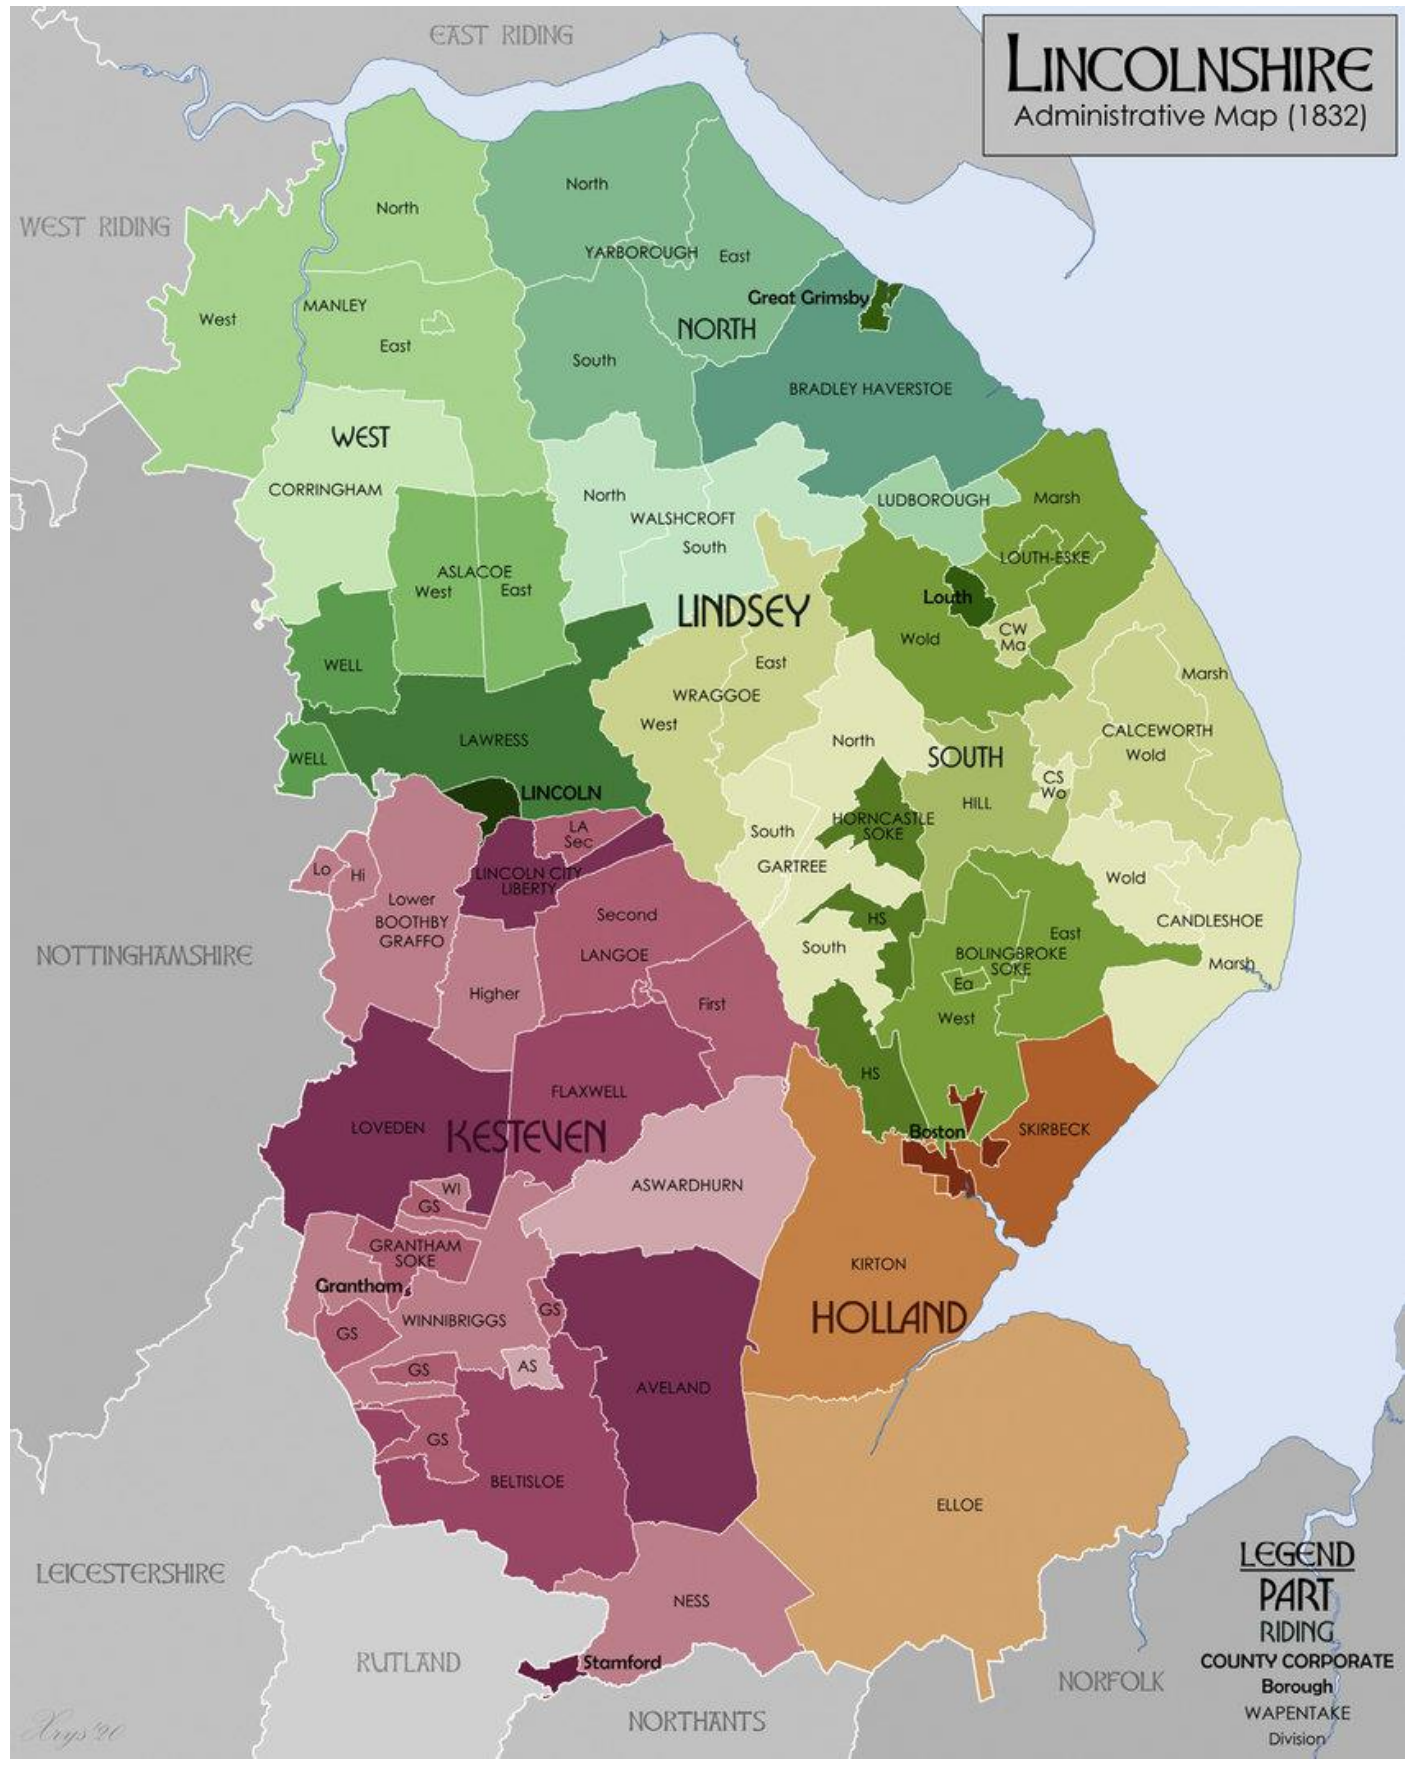 EAST RIDING
LINCOLNSHIRE
Administrative Map (1832)
WEST RIDING
North
North
YARBOROUGH
East
West
MANLEY
East
Great Grimsby
NORTH
South
BRADLEY HAVERSTOE
WEST
CORRINGHAM
North
WALSHCROFT
South
LUDBOROUGH
Marsh
LOUTH-ESKE
ASLACOE
West
East
Louth
LINDSEY
Wold
CW
Ma
WELL
East
WRAGGOE
West
Marsh
CALCEWORTH
Wold
LAWRESS
North
SOUTH
WELL
CS
Wo
LINCOLN
HILL
HORNCASTLE
SOKE
LA
Sec
South
GARTREE
Lo
Hi
LINCOLN CITY
LIBERTY
Wold
Lower
BOOTHBY
GRAFFO
Second
HS
CANDLESHOE
East
NOTTINGHAMSHIRE
LANGOE
South
BOLINGBROKE
SOKE
Marsh
Ea
Higher
First
West
HS
FLAXWELL
LOVEDEN
KESTEVEN
Boston
SKIRBECK
ASWARDHURN
WI
GS
GRANTHAM
SOKE
KIRTON
Grantham
GS
WINNIBRIGGS
HOLLAND
GS
GS
AS
AVELAND
GS
BELTISLOE
ELLOE
LEICESTERSHIRE
NESS
RUTLAND
Stamford
NORFOLK
NORTHANTS
LEGEND
PART
RIDING
COUNTY CORPORATE
Borough
WAPENTAKE
Division
Xrys '20